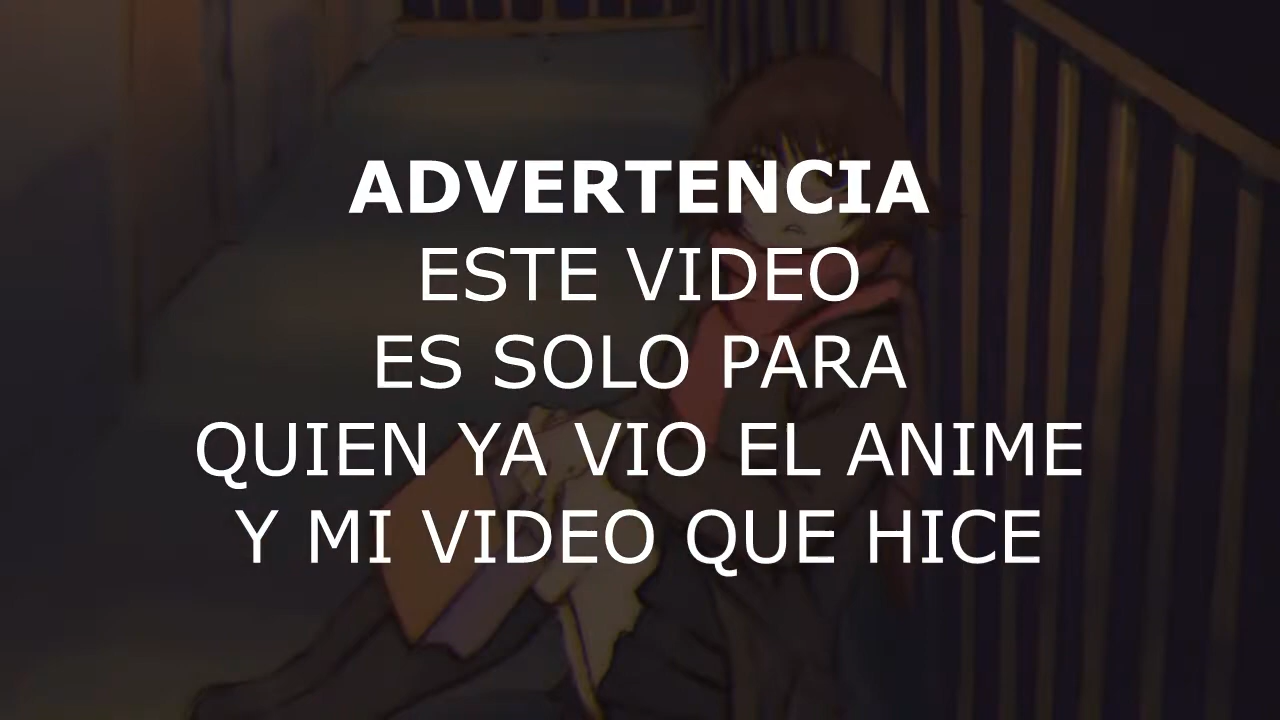 ADVERTENCIA
ESTE VIDEO
ES SOLO PARA
QUIEN YA VIO EL ANIME
Y MI VIDEO QUE HICE